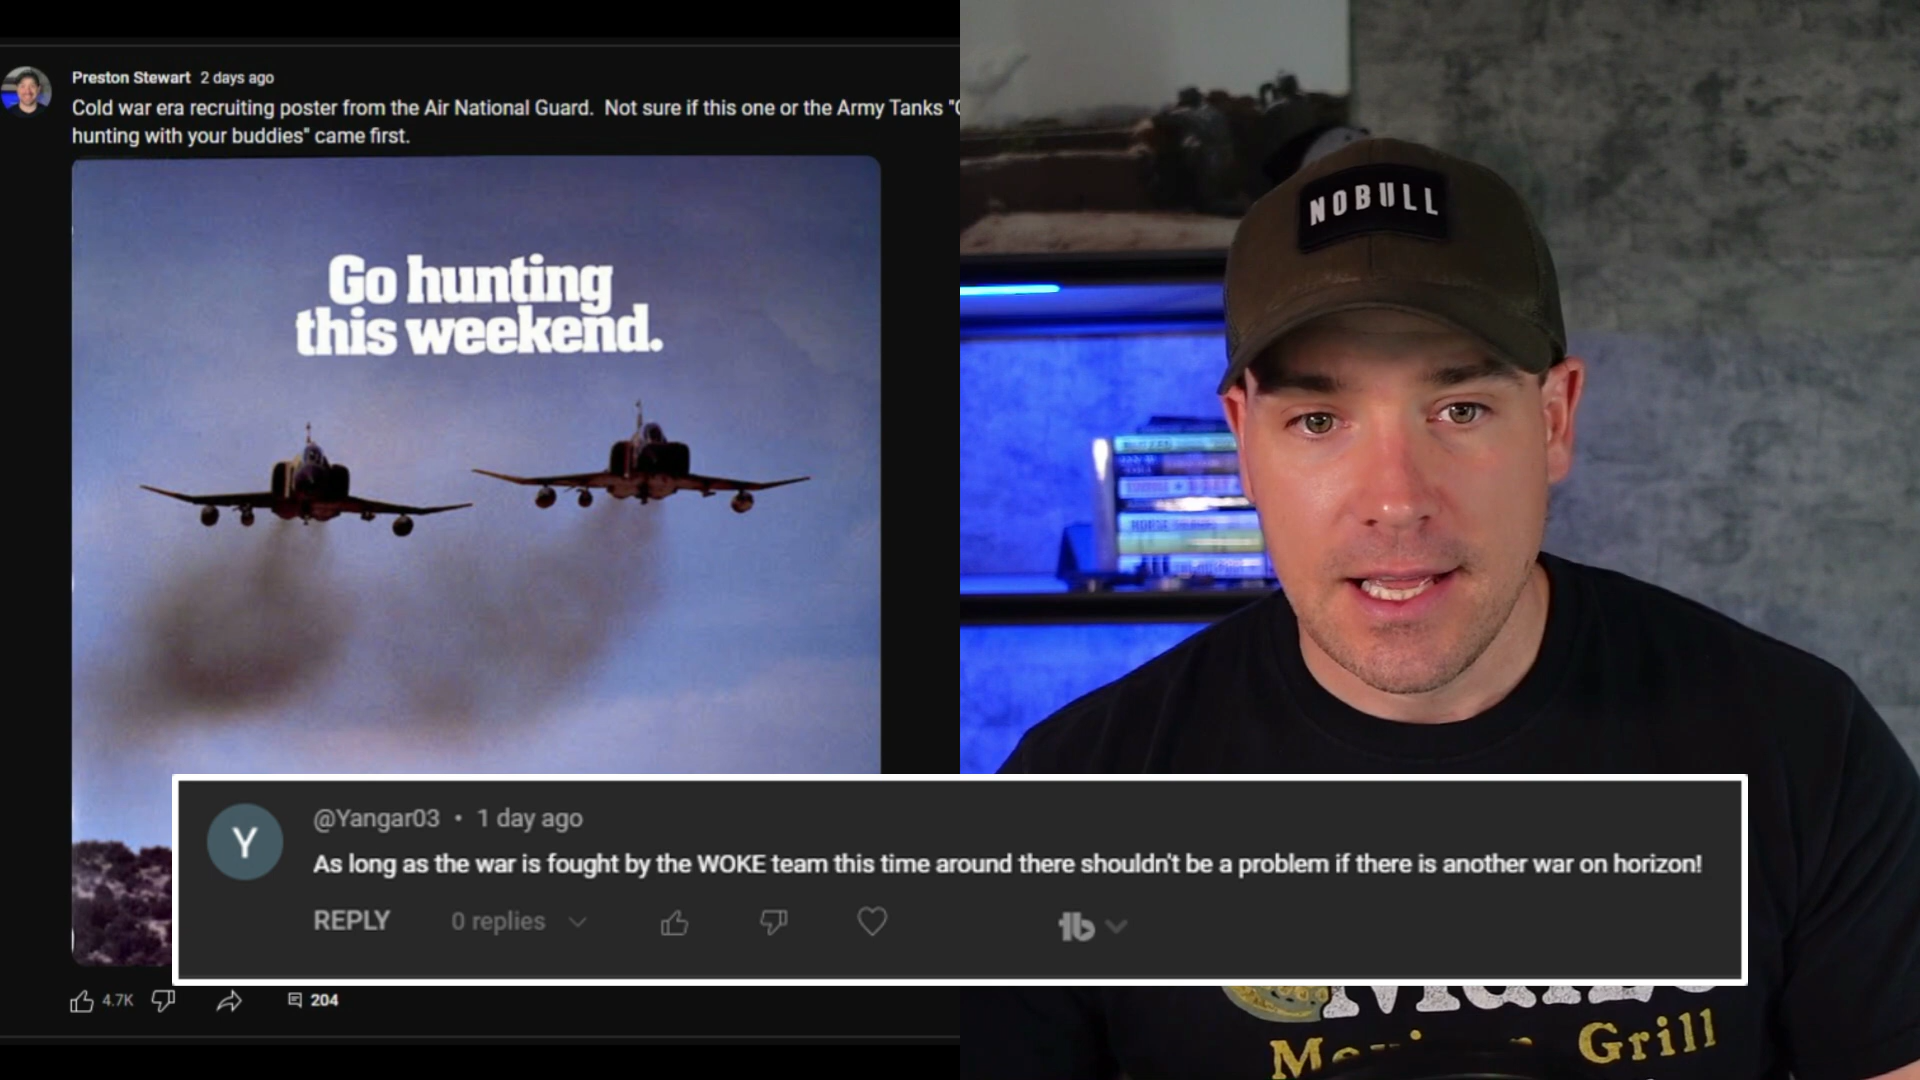 Preston Stewart 2 days ago
Cold war era recruiting poster from the Air National Guard. Not sure if this one or the Army Tanks "
hunting with your buddies" came first.
Go hunting
this weekend.
NOBULL
@Yangar03 • 1 day ago
As long as the war is fought by the WOKE team this time around there shouldn't be a problem if there is another war on horizon!
REPLY 0 replies
4.7K 204
Grill